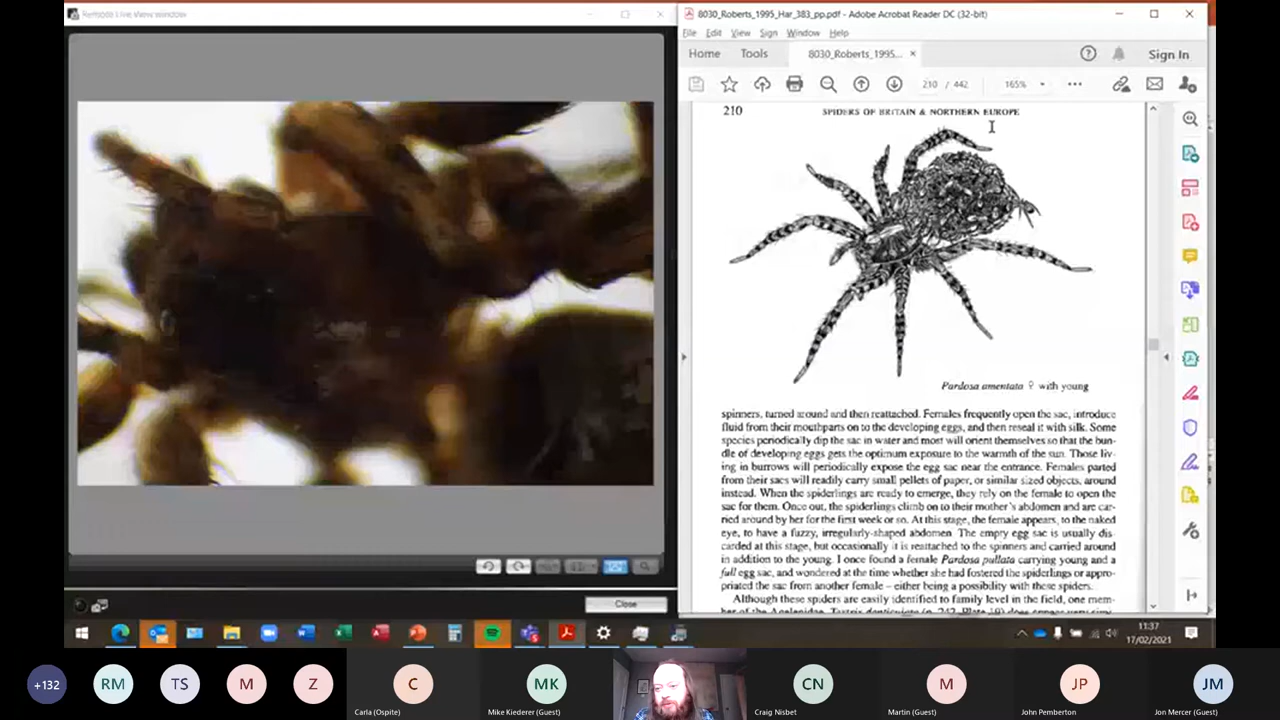 Remote Live View window
8030_Roberts_1995_Har_383_pp.pdf - Adobe Acrobat Reader DC (32-bit)
File Edit View Sign Window Help
Home Tools 8030_Roberts_1995... × Sign In
210 / 442 165%
210 SPIDERS OF BRITAIN & NORTHERN EUROPE
Pardosa amentata ♀ with young
spinners, turned around and then reattached. Females frequently open the sac, introduce
fluid from their mouthparts on to the developing eggs, and then reseal it with silk. Some
species periodically dip the sac in water and most will orient themselves so that the bun-
dle of developing eggs gets the optimum exposure to the warmth of the sun. Those liv-
ing in burrows will periodically expose the egg sac near the entrance. Females parted
from their sacs will readily carry small pellets of paper, or similar sized objects, around
instead. When the spiderlings are ready to emerge, they rely on the female to open the
sac for them. Once out, the spiderlings climb on to their mother's abdomen and are car-
ried around by her for the first week or so. At this stage, the female appears, to the naked
eye, to have a fuzzy, irregularly-shaped abdomen. The empty egg sac is usually dis-
carded at this stage, but occasionally it is reattached to the spinners and carried around
in addition to the young. I once found a female Pardosa pullata carrying young and a
full egg sac, and wondered at the time whether she had fostered the spiderlings or appro-
priated the sac from another female – either being a possibility with these spiders.
Although these spiders are easily identified to family level in the field, one mem-
ber of the Agelenidae, Textrix denticulata (p. 242, Plate 19) does appear very simi-
Close
11:37
17/02/2021
+132 RM TS M Z C MK CN M JP JM
Carla (Ospite) Mike Kiederer (Guest) Craig Nisbet Martin (Guest) John Pemberton Jon Mercer (Guest)